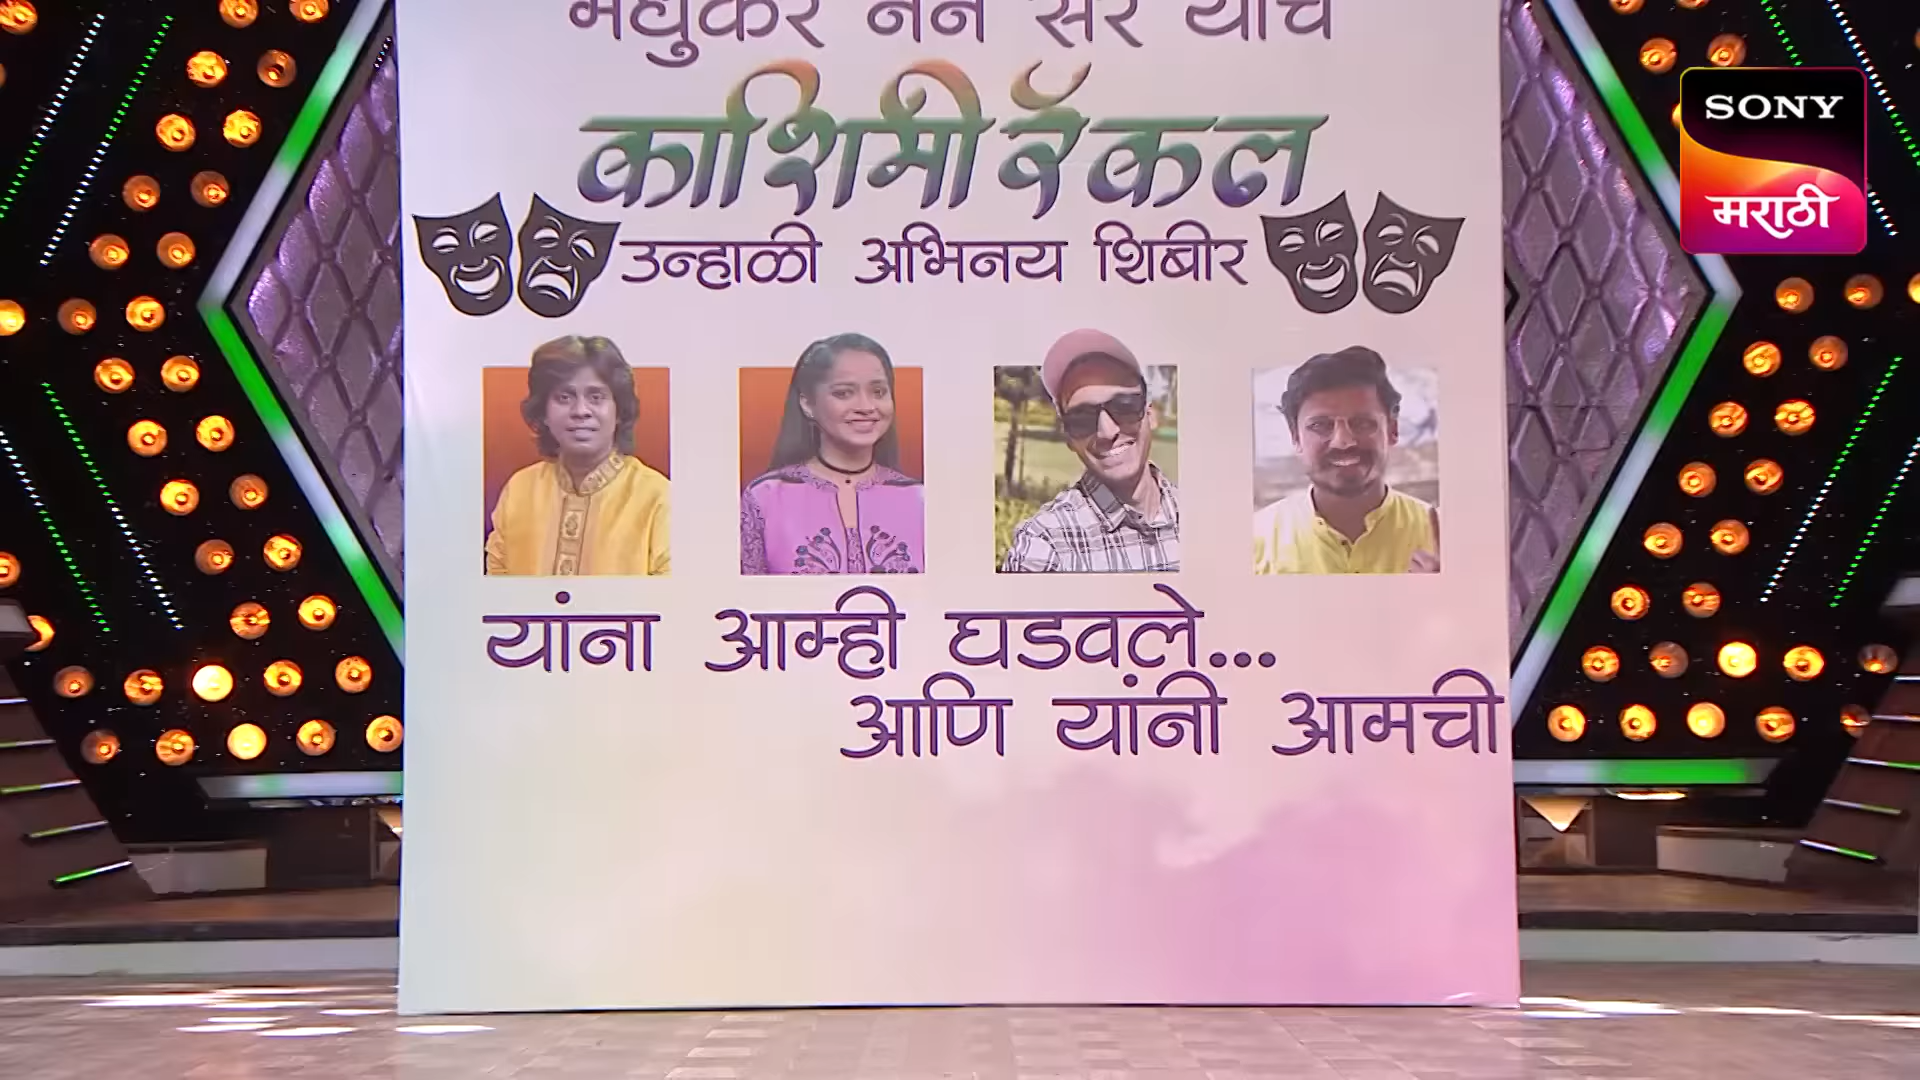 मधुकर नेने सर यांचे
काशिमीरॅकल
उन्हाळी अभिनय शिबीर
यांना आम्ही घडवले...
आणि यांनी आमची
SONY
मराठी